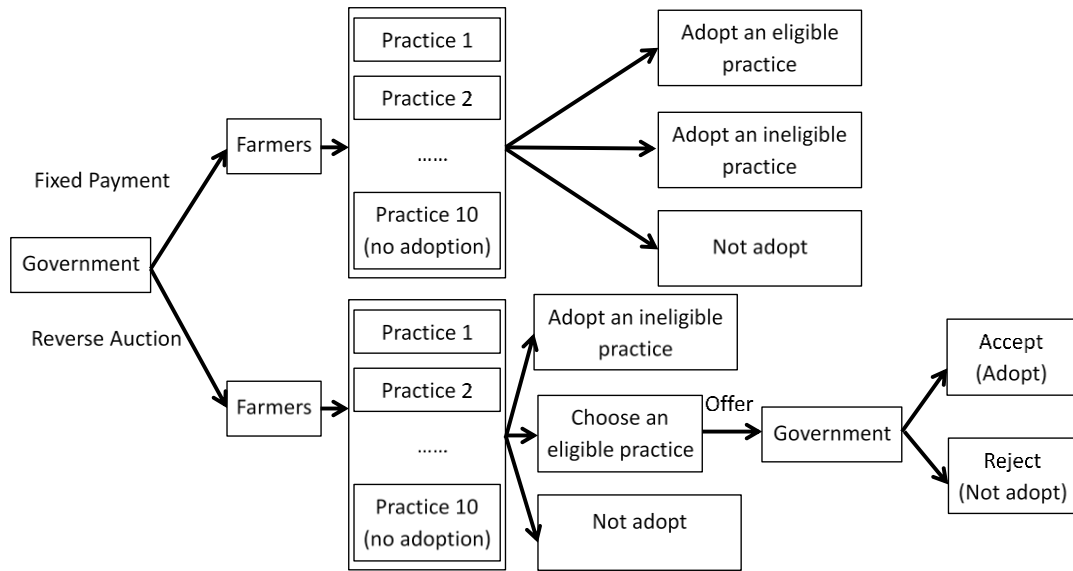 Government
Fixed Payment
Farmers
Practice 1
Practice 2
......
Practice 10
(no adoption)
Adopt an eligible
practice
Adopt an ineligible
practice
Not adopt
Reverse Auction
Farmers
Practice 1
Practice 2
......
Practice 10
(no adoption)
Adopt an ineligible
practice
Choose an
eligible practice
Not adopt
Offer
Government
Accept
(Adopt)
Reject
(Not adopt)